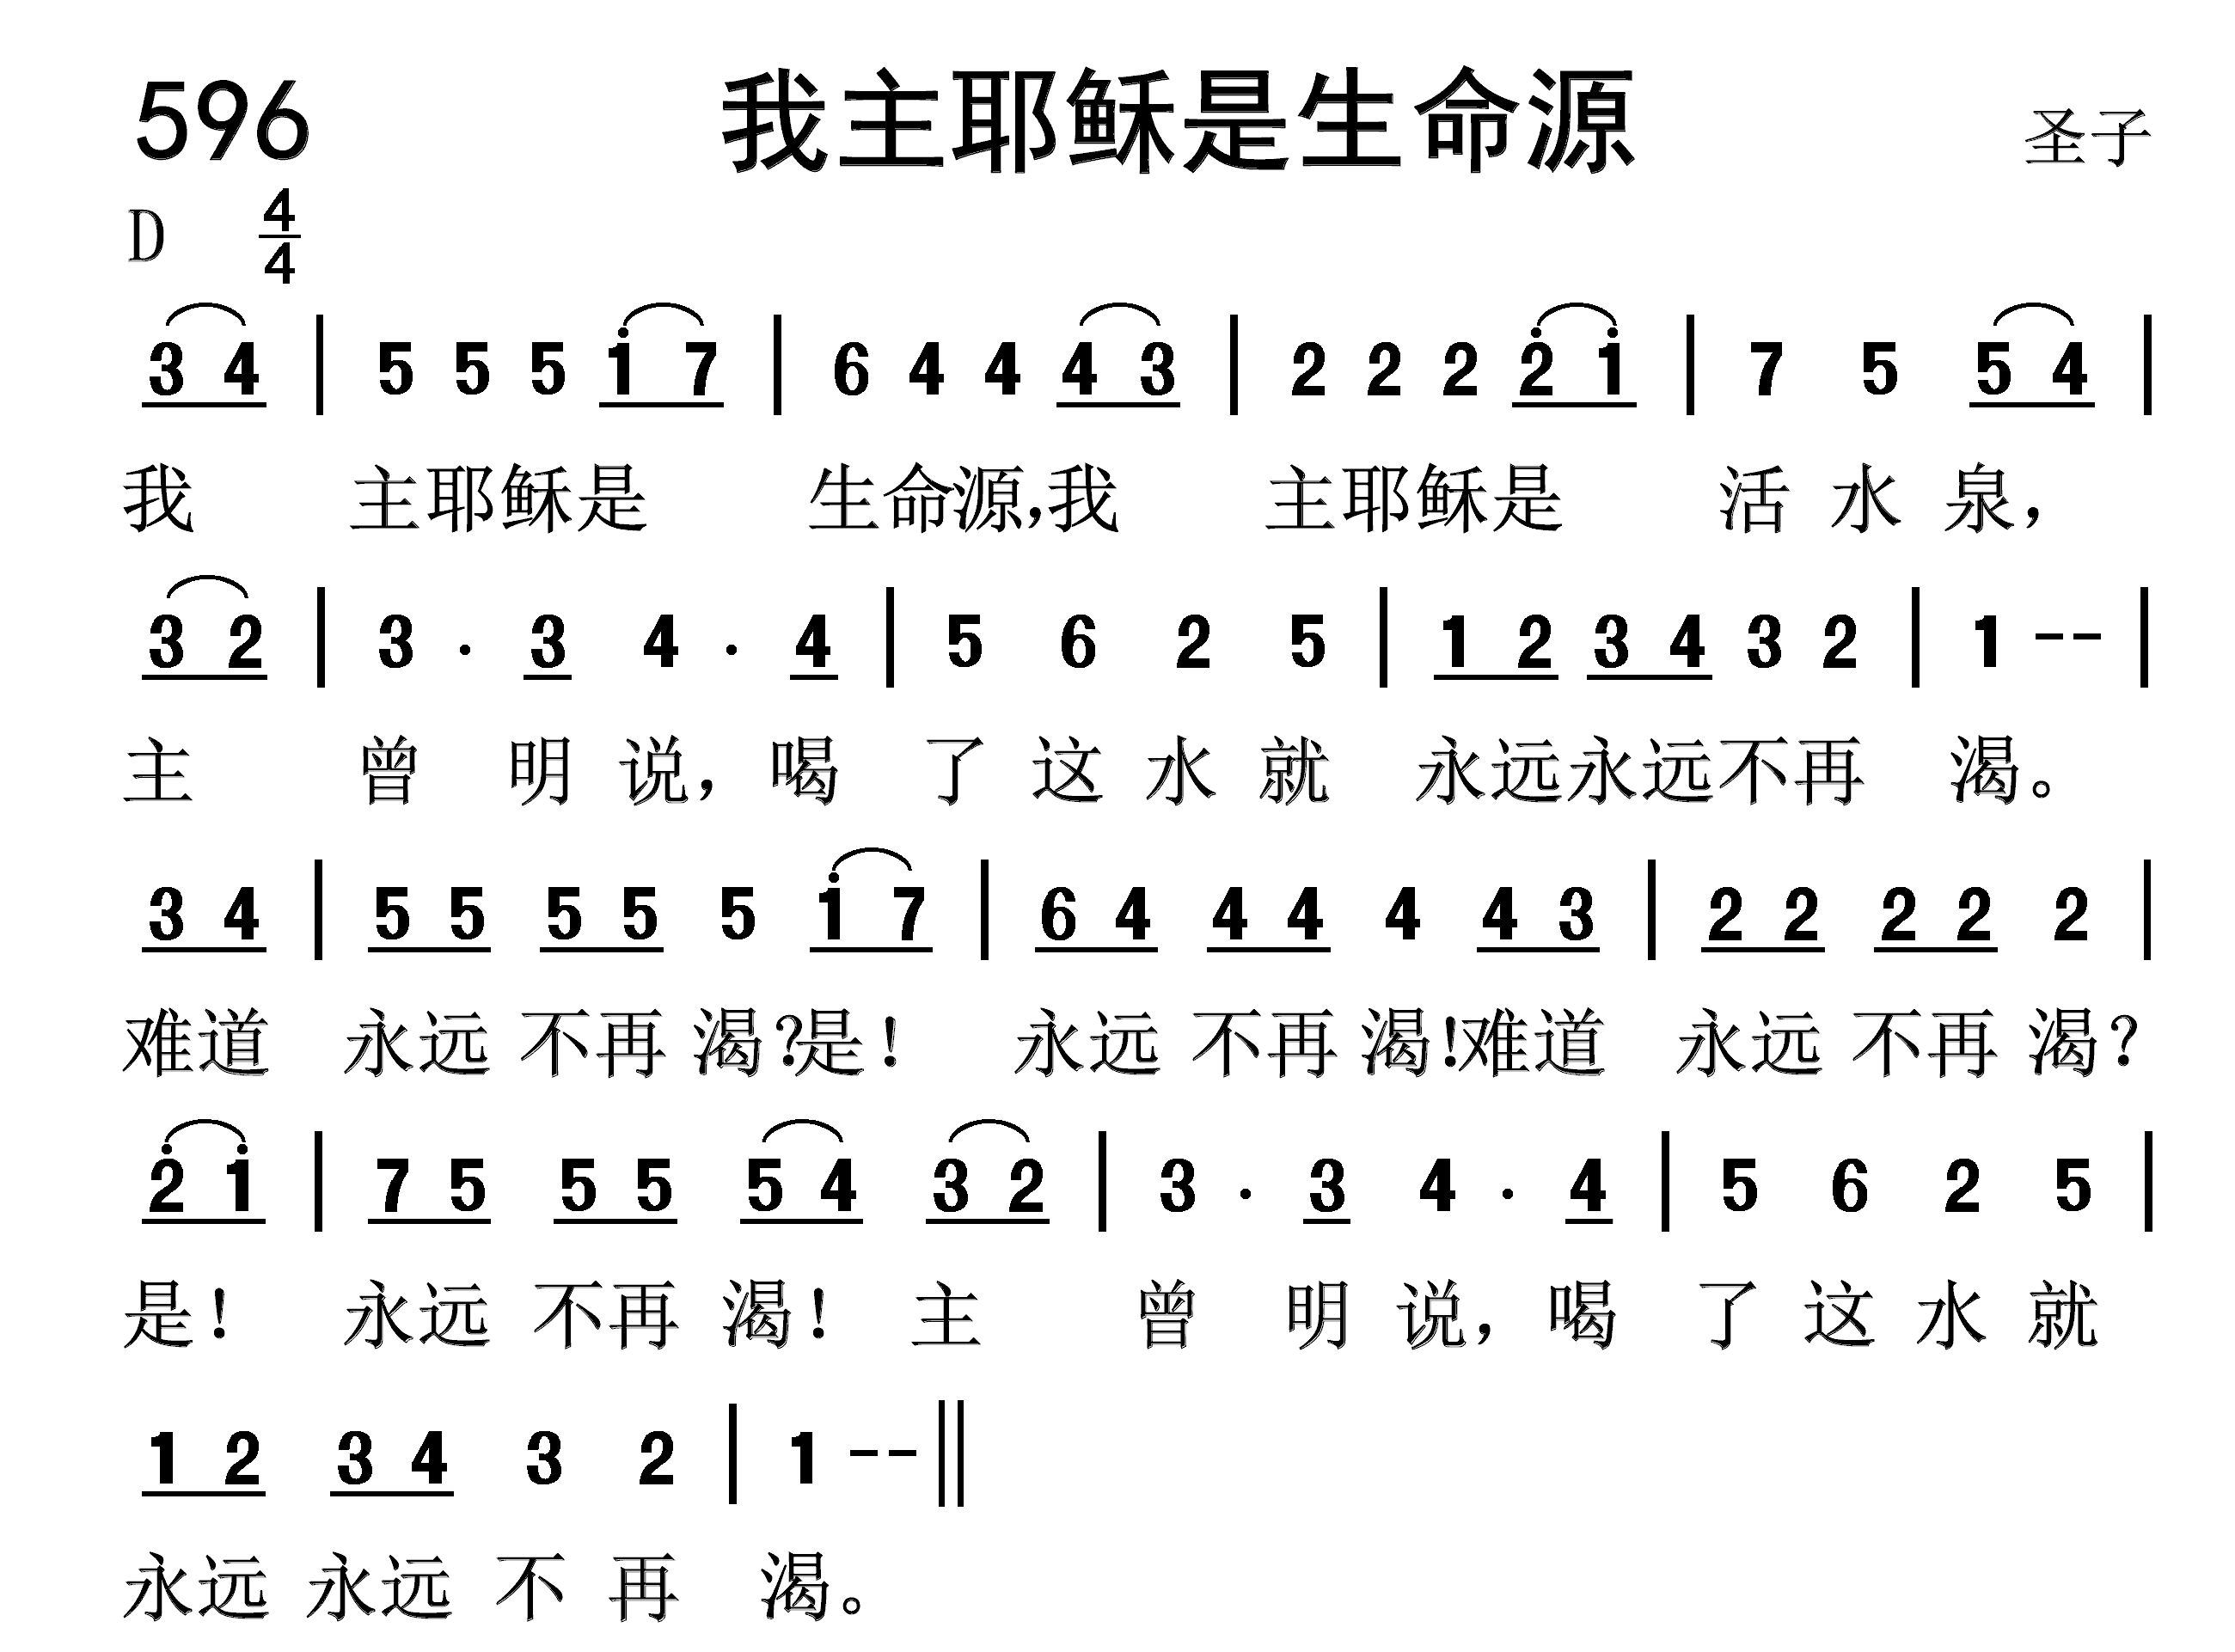 596 我主耶稣是生命源 圣子
D 4/4
3 4 | 5 5 5 i 7 | 6 4 4 4 3 | 2 2 2 2̇ i | 7 5 5 4 |
我 主耶稣是 生命源,我 主耶稣是 活 水 泉,
3 2 | 3 · 3 4 · 4 | 5 6 2 5 | 1 2 3 4 3 2 | 1 - - |
主 曾 明 说, 喝 了 这 水 就 永远永远不再 渴。
3 4 | 5 5 5 5 5 i 7 | 6 4 4 4 4 4 3 | 2 2 2 2 2 |
难道 永远 不再 渴?是! 永远 不再 渴!难道 永远 不再 渴?
2̇ i | 7 5 5 5 5 4 3 2 | 3 · 3 4 · 4 | 5 6 2 5 |
是! 永远 不再 渴! 主 曾 明 说, 喝 了 这 水 就
1 2 3 4 3 2 | 1 - - ||
永远 永远 不 再 渴。